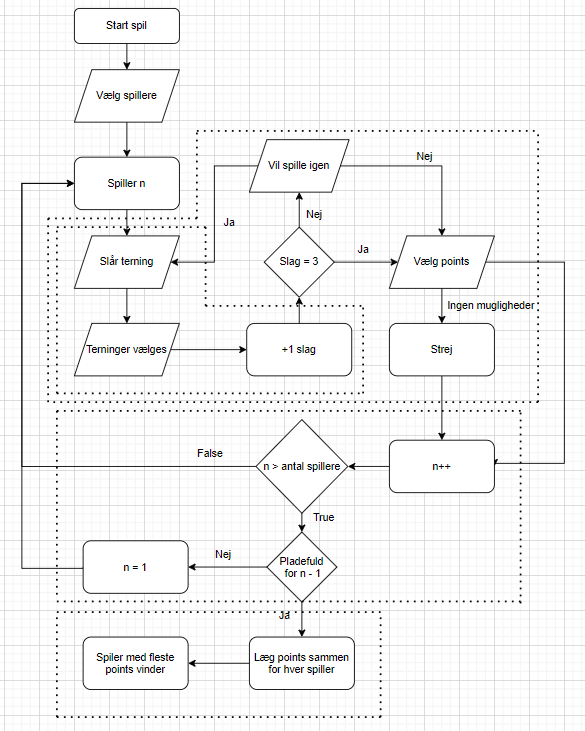 Start spil
Vælg spillere
Spiller n
Vil spille igen
Nej
Ja
Nej
Slår terning
Slag = 3
Ja
Vælg points
Ingen mugligheder
Terninger vælges
+1 slag
Strej
False
n > antal spillere
n++
True
Nej
Pladefuld
for n - 1
n = 1
Ja
Spiler med fleste
points vinder
Læg points sammen
for hver spiller